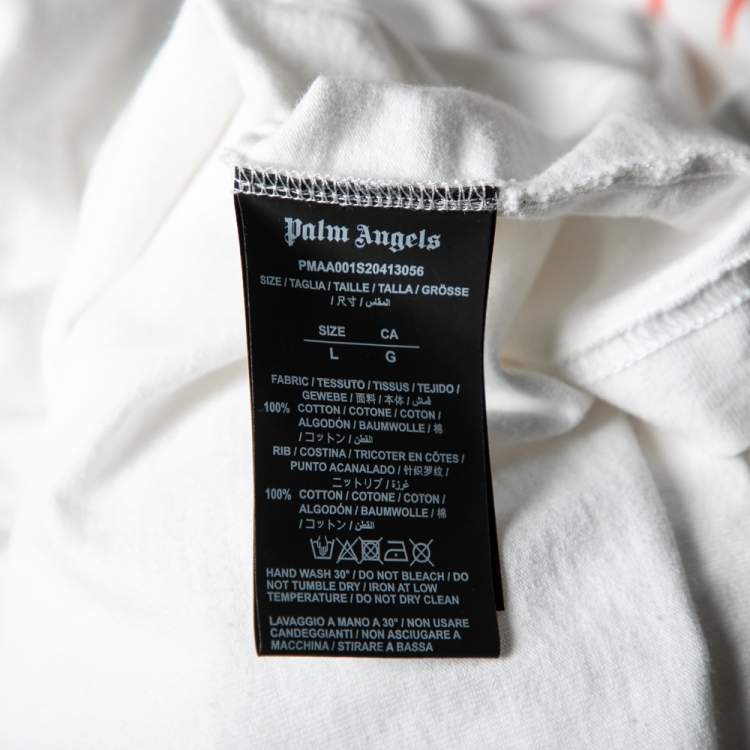 Palm Angels
PMAA001S20413056
SIZE / TAGLIA / TAILLE / TALLA / GRÖSSE
/ 尺寸 / المقاس
SIZE CA
L G
FABRIC / TESSUTO / TISSUS / TEJIDO /
GEWEBE / 面料 / 本体 / قماش
100% COTTON / COTONE / COTON /
ALGODÓN / BAUMWOLLE / 棉
/ コットン / القطن
RIB / COSTINA / TRICOTER EN CÔTES /
PUNTO ACANALADO / 针织罗纹 /
ニットリブ / غرزة
100% COTTON / COTONE / COTON /
ALGODÓN / BAUMWOLLE / 棉
/ コットン / القطن
HAND WASH 30° / DO NOT BLEACH / DO
NOT TUMBLE DRY / IRON AT LOW
TEMPERATURE / DO NOT DRY CLEAN
LAVAGGIO A MANO A 30° / NON USARE
CANDEGGIANTI / NON ASCIUGARE A
MACCHINA / STIRARE A BASSA